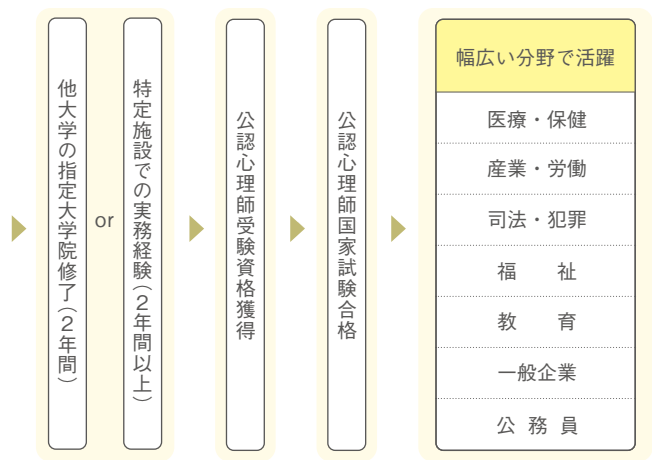 他大学の指定大学院修了（2年間）
or
特定施設での実務経験（2年間以上）
公認心理師受験資格獲得
公認心理師国家試験合格
幅広い分野で活躍
医療・保健
産業・労働
司法・犯罪
福　祉
教　育
一般企業
公 務 員